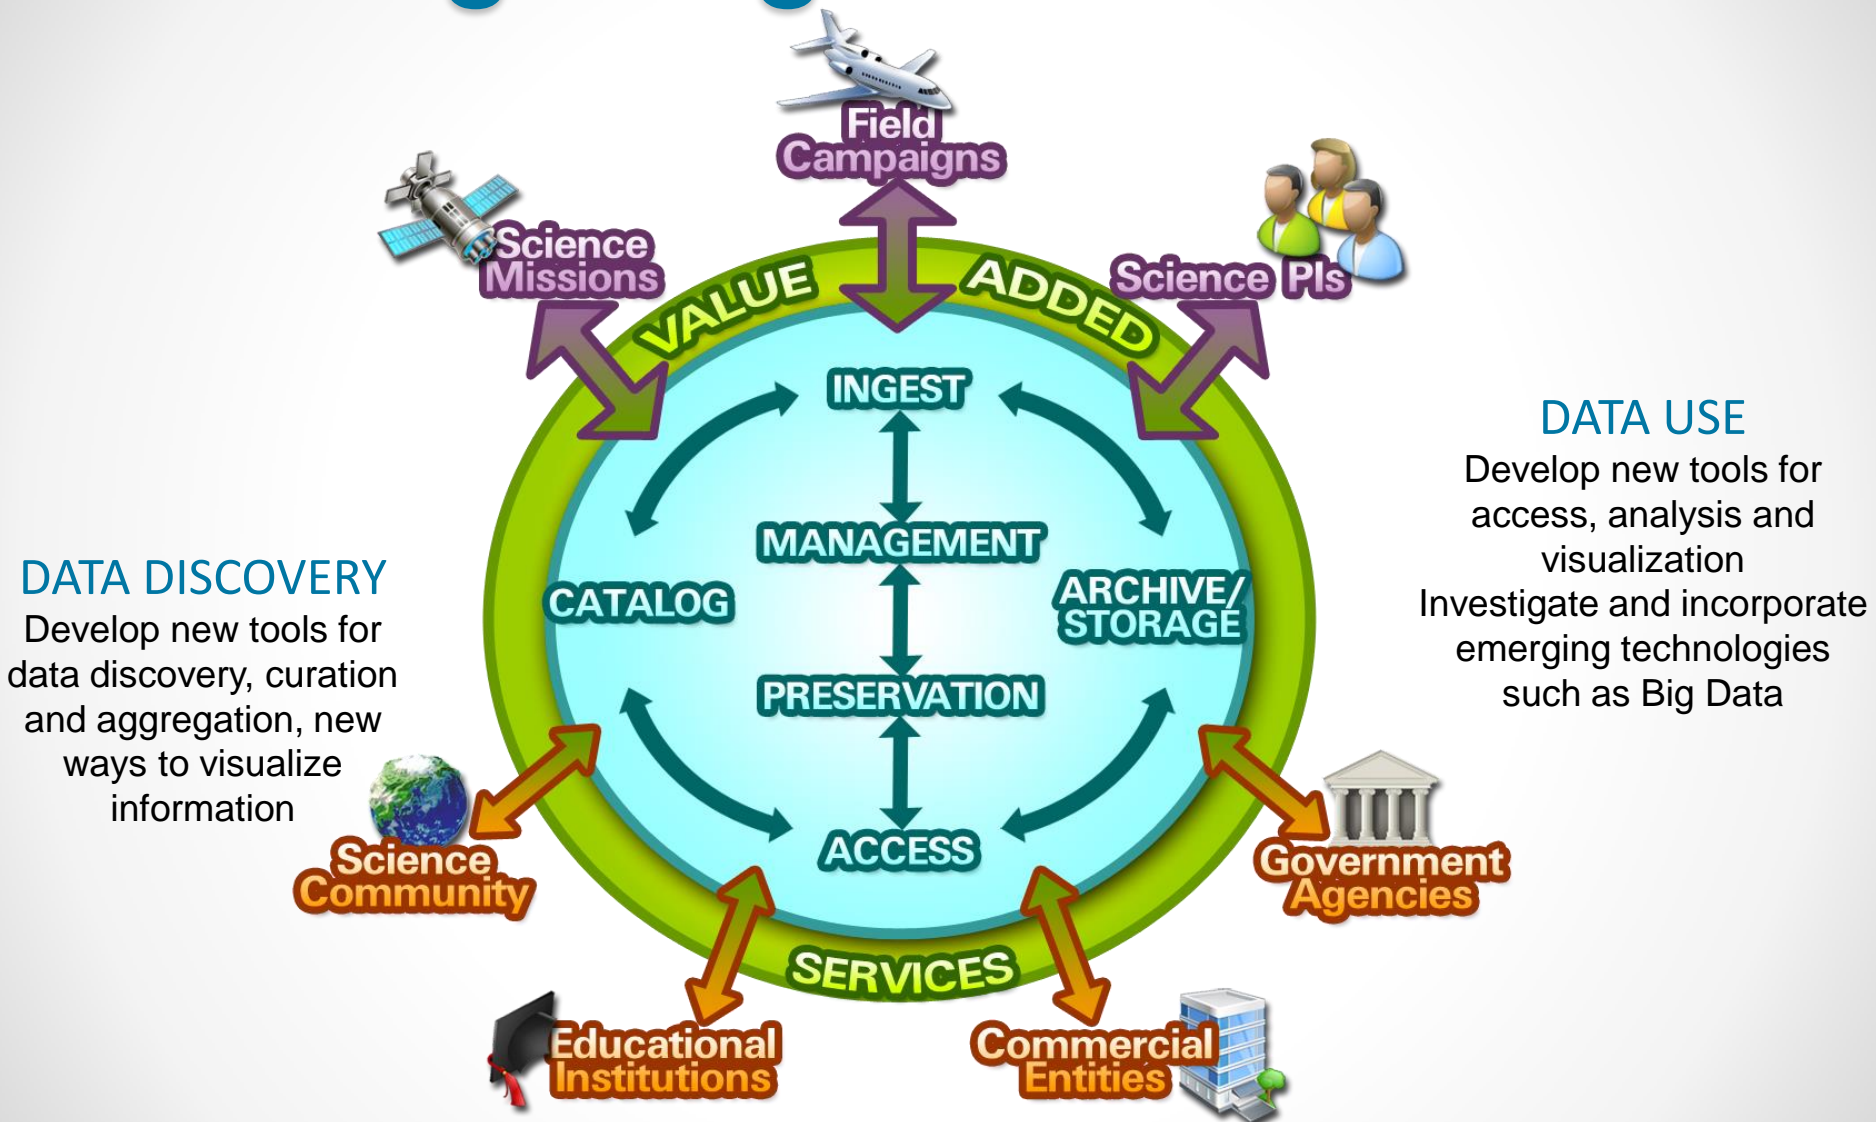 Field
Campaigns
Science
Missions
Science PIs
VALUE
ADDED
INGEST
MANAGEMENT
CATALOG
ARCHIVE/
STORAGE
PRESERVATION
ACCESS
SERVICES
DATA DISCOVERY
Develop new tools for
data discovery, curation
and aggregation, new
ways to visualize
information
DATA USE
Develop new tools for
access, analysis and
visualization
Investigate and incorporate
emerging technologies
such as Big Data
Science
Community
Government
Agencies
Educational
Institutions
Commercial
Entities